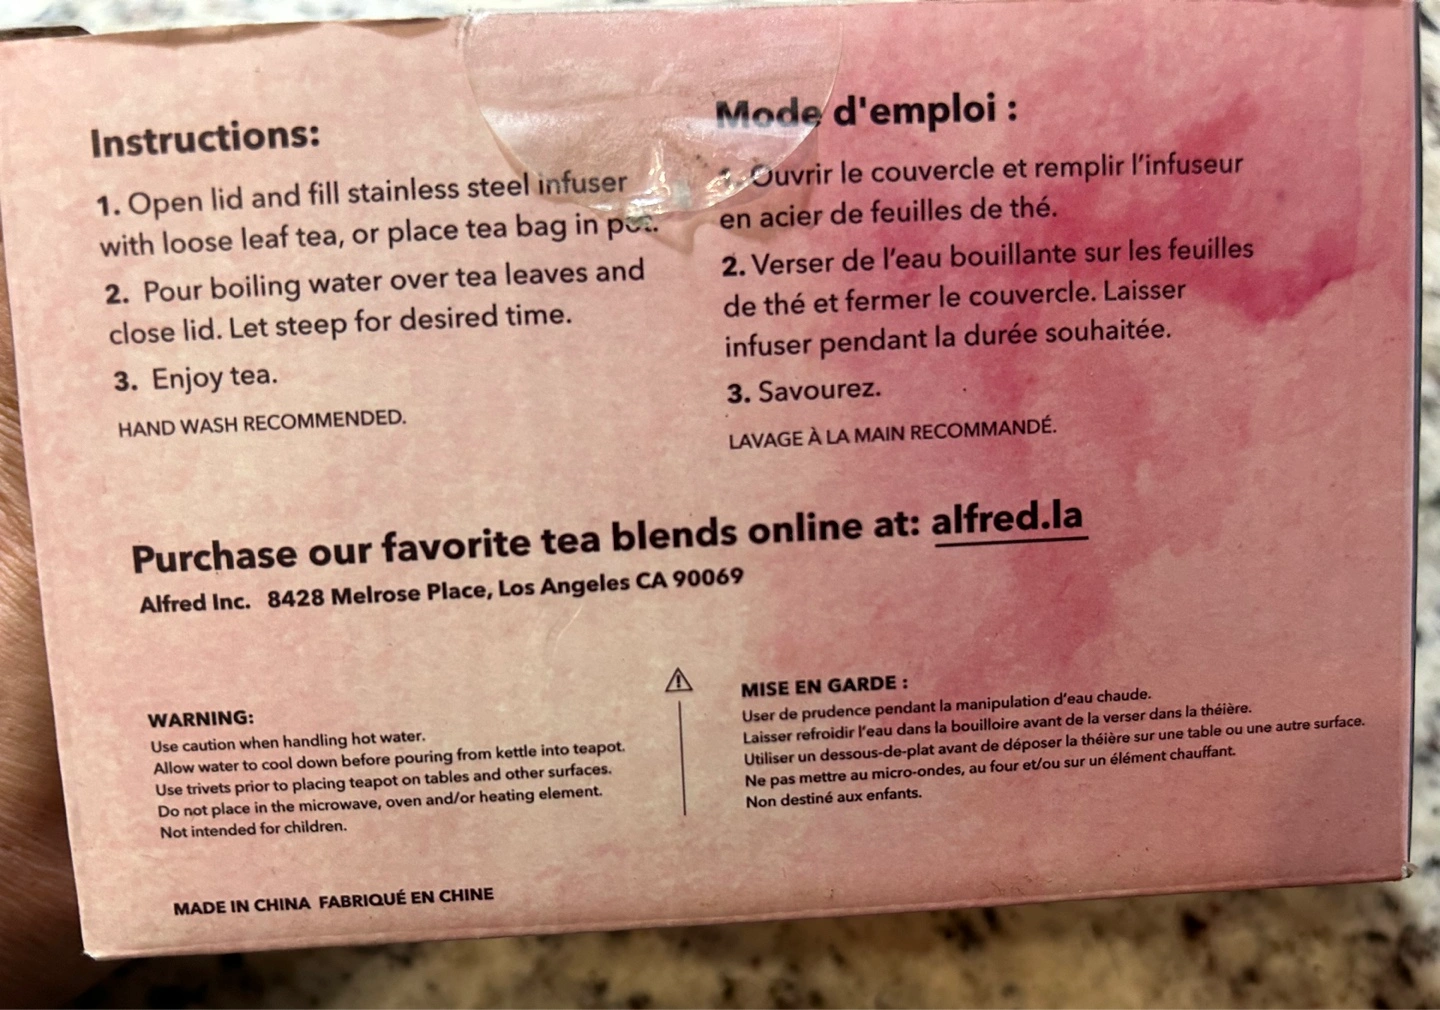 Instructions:
1. Open lid and fill stainless steel infuser
with loose leaf tea, or place tea bag in pot.
2. Pour boiling water over tea leaves and
close lid. Let steep for desired time.
3. Enjoy tea.
HAND WASH RECOMMENDED.
Mode d'emploi :
1. Ouvrir le couvercle et remplir l'infuseur
en acier de feuilles de thé.
2. Verser de l'eau bouillante sur les feuilles
de thé et fermer le couvercle. Laisser
infuser pendant la durée souhaitée.
3. Savourez.
LAVAGE À LA MAIN RECOMMANDÉ.
Purchase our favorite tea blends online at: alfred.la
Alfred Inc. 8428 Melrose Place, Los Angeles CA 90069
WARNING:
Use caution when handling hot water.
Allow water to cool down before pouring from kettle into teapot.
Use trivets prior to placing teapot on tables and other surfaces.
Do not place in the microwave, oven and/or heating element.
Not intended for children.
MISE EN GARDE :
User de prudence pendant la manipulation d'eau chaude.
Laisser refroidir l'eau dans la bouilloire avant de la verser dans la théière.
Utiliser un dessous-de-plat avant de déposer la théière sur une table ou une autre surface.
Ne pas mettre au micro-ondes, au four et/ou sur un élément chauffant.
Non destiné aux enfants.
MADE IN CHINA FABRIQUÉ EN CHINE